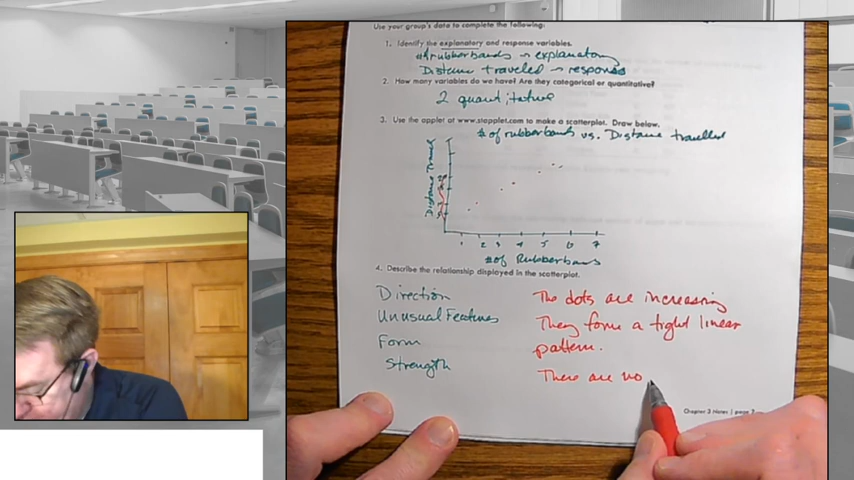 Use your group's data to complete the following:
1. Identify the explanatory and response variables.
# rubberbands → explanatory
Distance traveled → response
2. How many variables do we have? Are they categorical or quantitative?
2 quantitative
3. Use the applet at www.stapplet.com to make a scatterplot. Draw below.
# of rubberbands vs. Distance travelled
Distance Travel
1 2 3 4 5 6 7
# of Rubberbands
4. Describe the relationship displayed in the scatterplot.
Direction
Unusual Features
Form
Strength
The dots are increasing
They form a tight linear
pattern.
There are no
Chapter 3 Notes | page